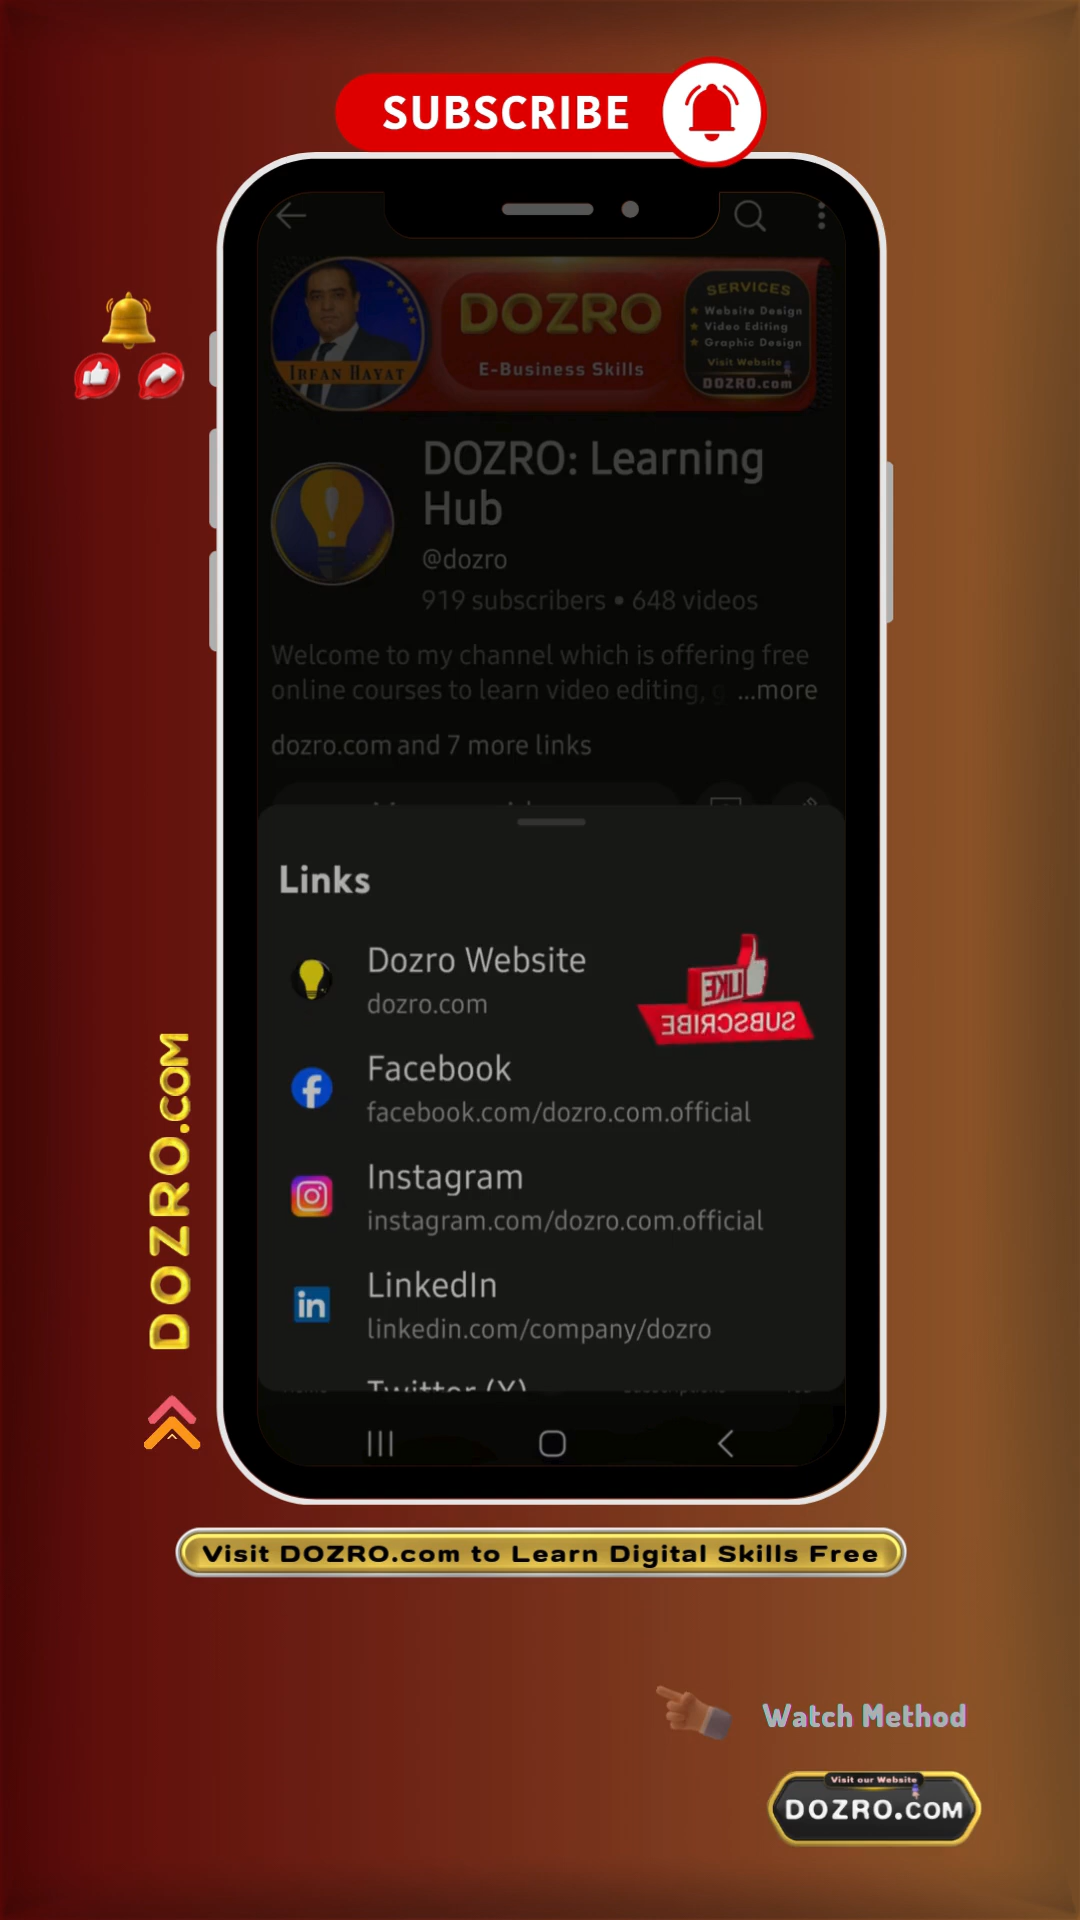 SUBSCRIBE
SERVICES
★ Website Design
★ Video Editing
★ Graphic Design
Visit Website
DOZRO.com
DOZRO
E-Business Skills
IRFAN HAYAT
DOZRO: Learning
Hub
@dozro
919 subscribers • 648 videos
Welcome to my channel which is offering free
online courses to learn video editing, g ...more
dozro.com and 7 more links
Links
Dozro Website
dozro.com
LIKE
SUBSCRIBE
Facebook
facebook.com/dozro.com.official
Instagram
instagram.com/dozro.com.official
LinkedIn
linkedin.com/company/dozro
Twitter (X)
DOZRO.COM
Visit DOZRO.com to Learn Digital Skills Free
Watch Method
Visit our Website
DOZRO.COM